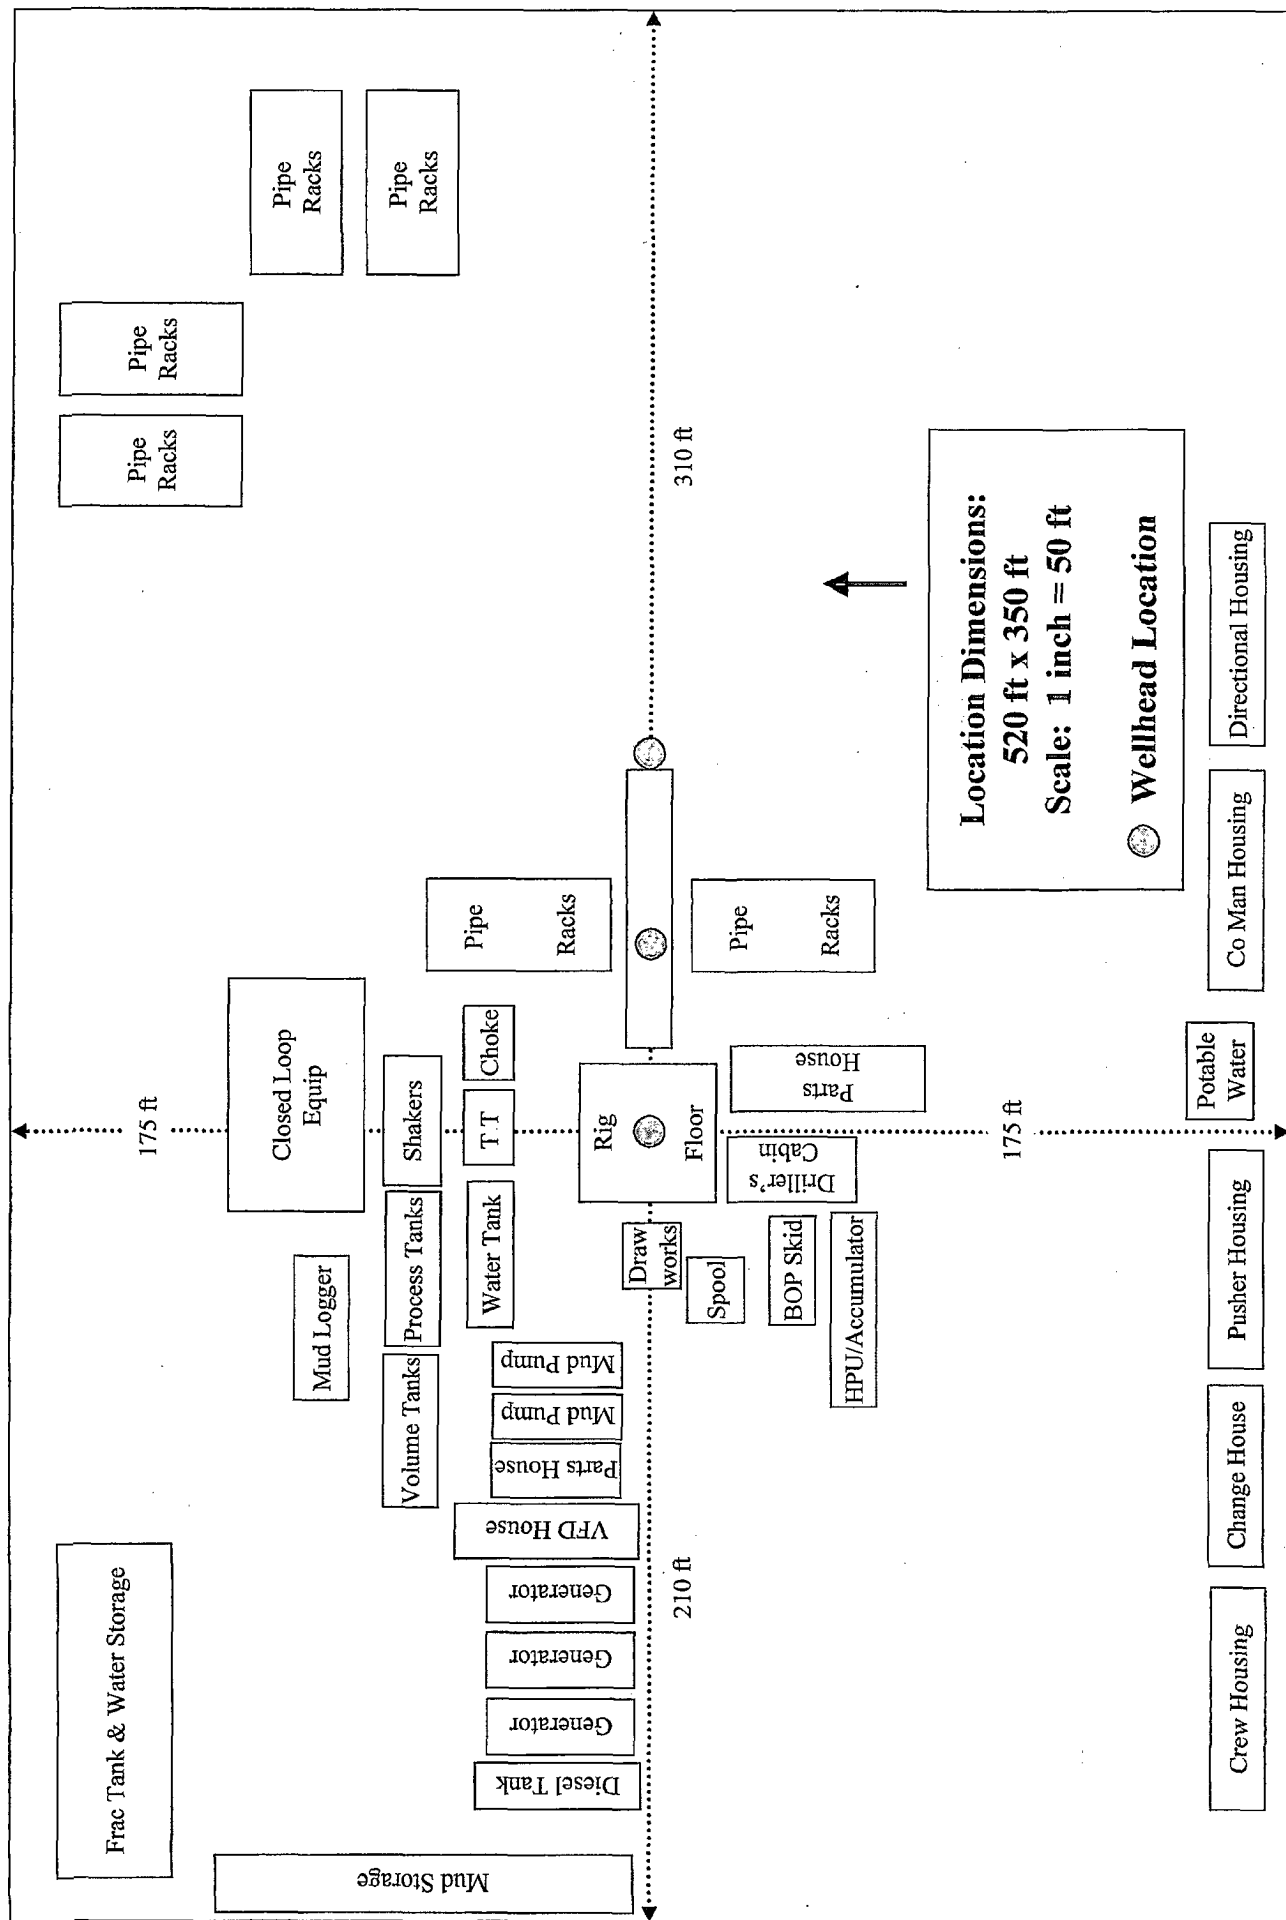 Frac Tank & Water Storage
Pipe
Racks
Pipe
Racks
Pipe
Racks
Pipe
Racks
175 ft
Closed Loop
Equip
Mud Logger
Volume Tanks
Process Tanks
Shakers
Mud Storage
Diesel Tank
Generator
Generator
Generator
VFD House
Parts House
Mud Pump
Mud Pump
Water Tank
T T
Choke
Pipe
Racks
Rig
Floor
Draw
works
210 ft
310 ft
Spool
BOP Skid
HPU/Accumulator
Driller's
Cabin
Parts
House
Pipe
Racks
175 ft
Location Dimensions:
520 ft x 350 ft
Scale: 1 inch = 50 ft
Wellhead Location
Crew Housing
Change House
Pusher Housing
Potable
Water
Co Man Housing
Directional Housing